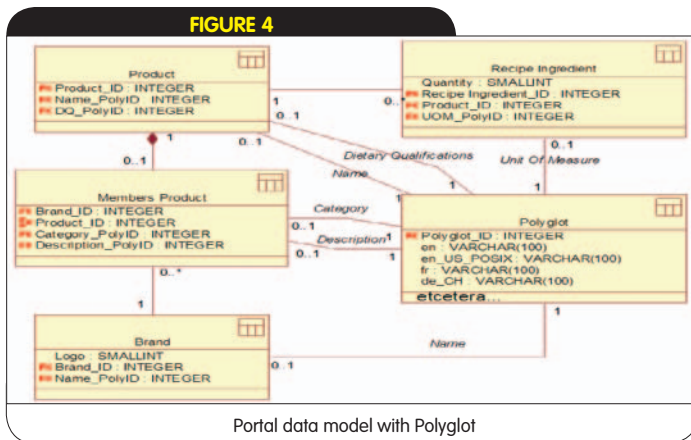 FIGURE 4
Product
Product_ID : INTEGER
Name_PolyID : INTEGER
DQ_PolyID : INTEGER
1
0..*
Recipe Ingredient
Quantity : SMALLINT
Recipe Ingredient_ID : INTEGER
Product_ID : INTEGER
UOM_PolyID : INTEGER
1
0..1
0..1
0..1
Dietary Qualifications
Name
1
1
0..1
Unit Of Measure
1
Members Product
Brand_ID : INTEGER
Product_ID : INTEGER
Category_PolyID : INTEGER
Description_PolyID : INTEGER
Category
0..1
1
Description
0..1
1
Polyglot
Polyglot_ID : INTEGER
en : VARCHAR(100)
en_US_POSIX : VARCHAR(100)
fr : VARCHAR(100)
de_CH : VARCHAR(100)
etcetera...
0..*
1
Brand
Logo : SMALLINT
Brand_ID : INTEGER
Name_PolyID : INTEGER
0..1
Name
1
Portal data model with Polyglot